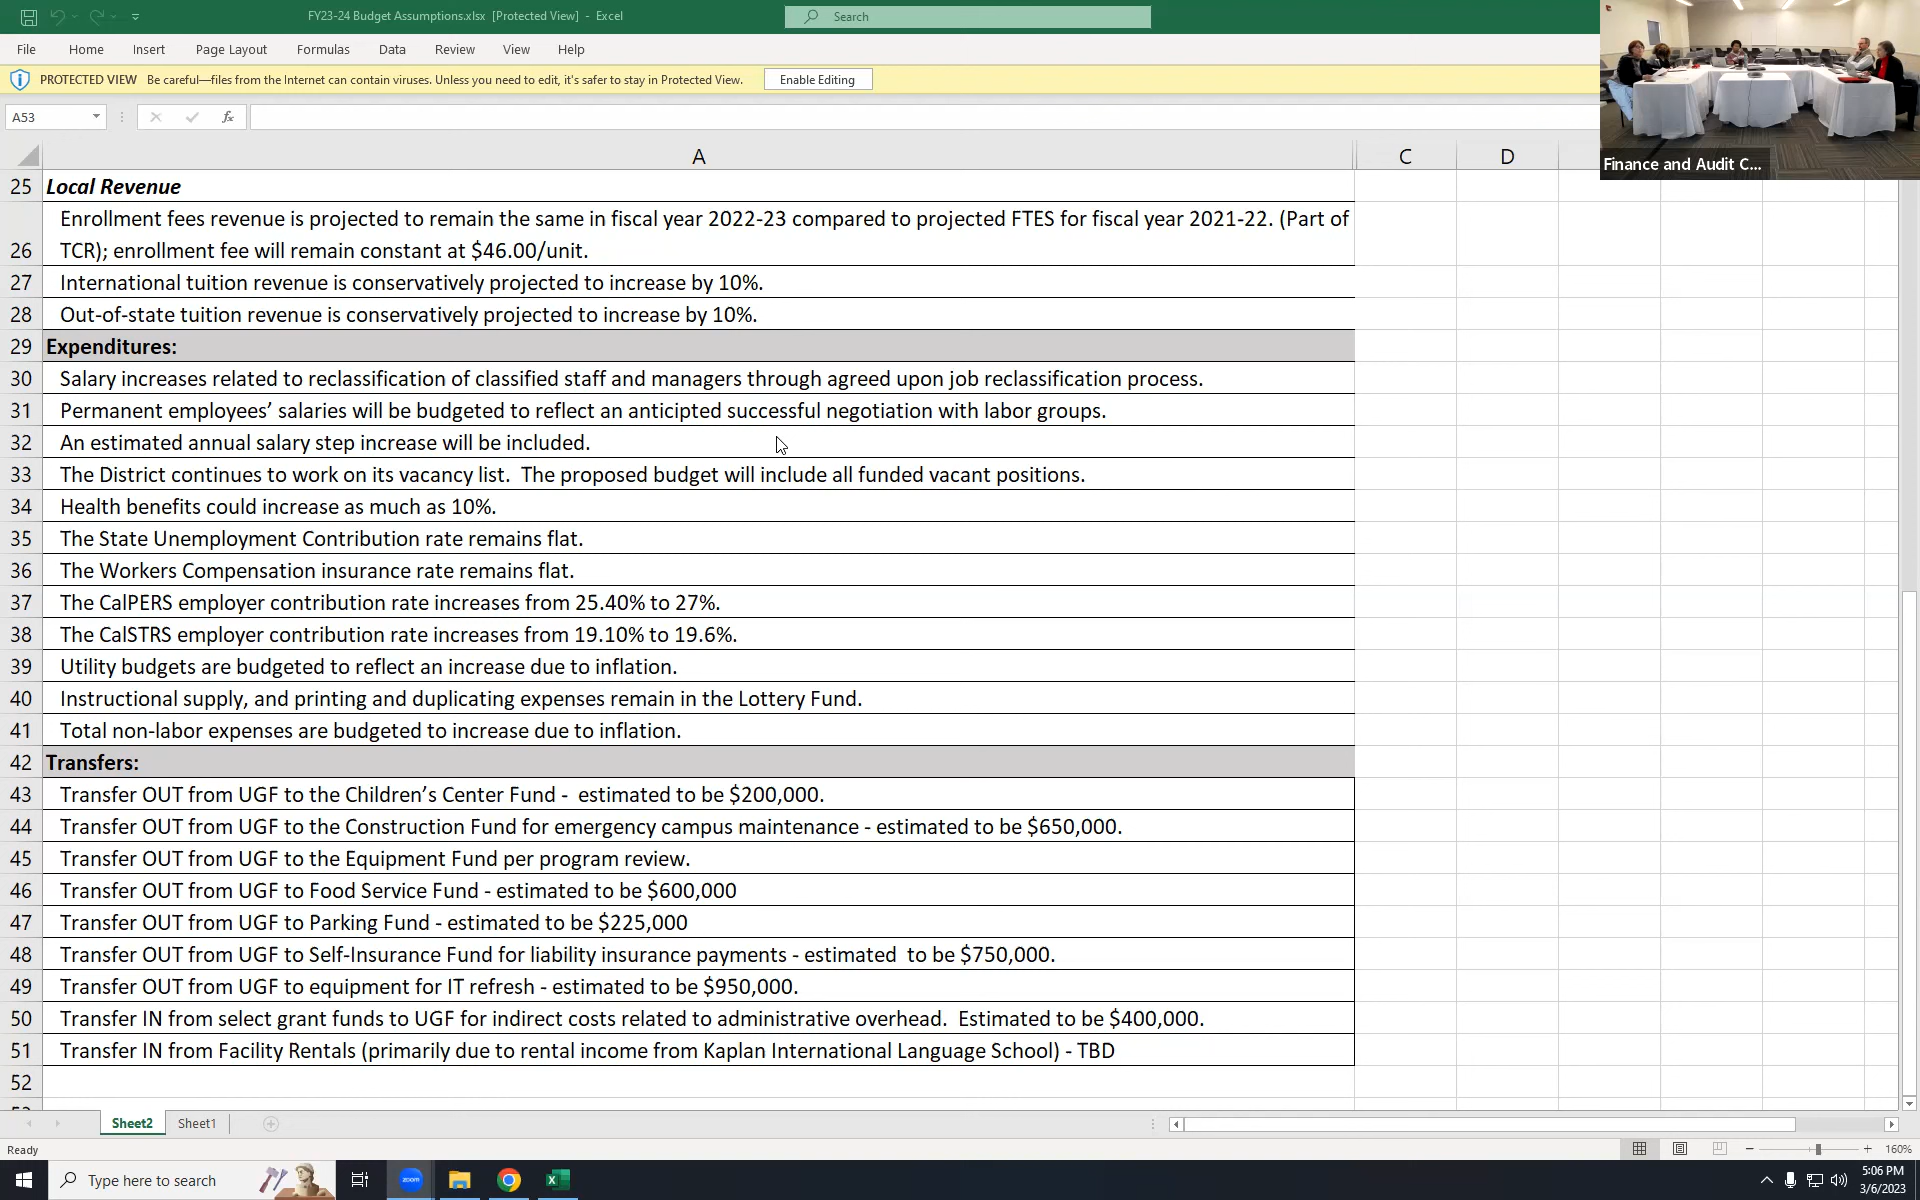 FY23-24 Budget Assumptions.xlsx [Protected View] - Excel
Search
File Home Insert Page Layout Formulas Data Review View Help
PROTECTED VIEW Be careful—files from the Internet can contain viruses. Unless you need to edit, it's safer to stay in Protected View. Enable Editing
A53 fx
Finance and Audit C...
A C D
25 Local Revenue
Enrollment fees revenue is projected to remain the same in fiscal year 2022-23 compared to projected FTES for fiscal year 2021-22. (Part of
26 TCR); enrollment fee will remain constant at $46.00/unit.
27 International tuition revenue is conservatively projected to increase by 10%.
28 Out-of-state tuition revenue is conservatively projected to increase by 10%.
29 Expenditures:
30 Salary increases related to reclassification of classified staff and managers through agreed upon job reclassification process.
31 Permanent employees’ salaries will be budgeted to reflect an anticipted successful negotiation with labor groups.
32 An estimated annual salary step increase will be included.
33 The District continues to work on its vacancy list.  The proposed budget will include all funded vacant positions.
34 Health benefits could increase as much as 10%.
35 The State Unemployment Contribution rate remains flat.
36 The Workers Compensation insurance rate remains flat.
37 The CalPERS employer contribution rate increases from 25.40% to 27%.
38 The CalSTRS employer contribution rate increases from 19.10% to 19.6%.
39 Utility budgets are budgeted to reflect an increase due to inflation.
40 Instructional supply, and printing and duplicating expenses remain in the Lottery Fund.
41 Total non-labor expenses are budgeted to increase due to inflation.
42 Transfers:
43 Transfer OUT from UGF to the Children’s Center Fund -  estimated to be $200,000.
44 Transfer OUT from UGF to the Construction Fund for emergency campus maintenance - estimated to be $650,000.
45 Transfer OUT from UGF to the Equipment Fund per program review.
46 Transfer OUT from UGF to Food Service Fund - estimated to be $600,000
47 Transfer OUT from UGF to Parking Fund - estimated to be $225,000
48 Transfer OUT from UGF to Self-Insurance Fund for liability insurance payments - estimated  to be $750,000.
49 Transfer OUT from UGF to equipment for IT refresh - estimated to be $950,000.
50 Transfer IN from select grant funds to UGF for indirect costs related to administrative overhead.  Estimated to be $400,000.
51 Transfer IN from Facility Rentals (primarily due to rental income from Kaplan International Language School) - TBD
52
Sheet2 Sheet1
Ready 160%
Type here to search zoom 5:06 PM
3/6/2023